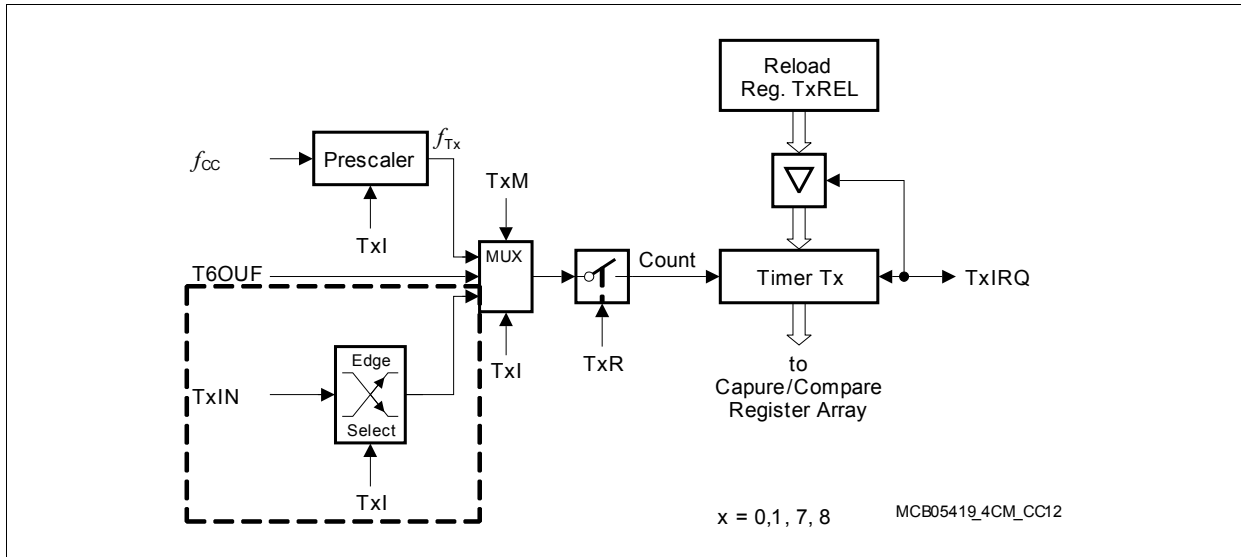 Reload
Reg. TxREL
fCC
Prescaler
fTx
TxM
TxI
T6OUF
MUX
Count
Timer Tx
TxIRQ
TxIN
Edge
Select
TxI
TxI
TxR
to
Capure/Compare
Register Array
x = 0,1, 7, 8
MCB05419_4CM_CC12